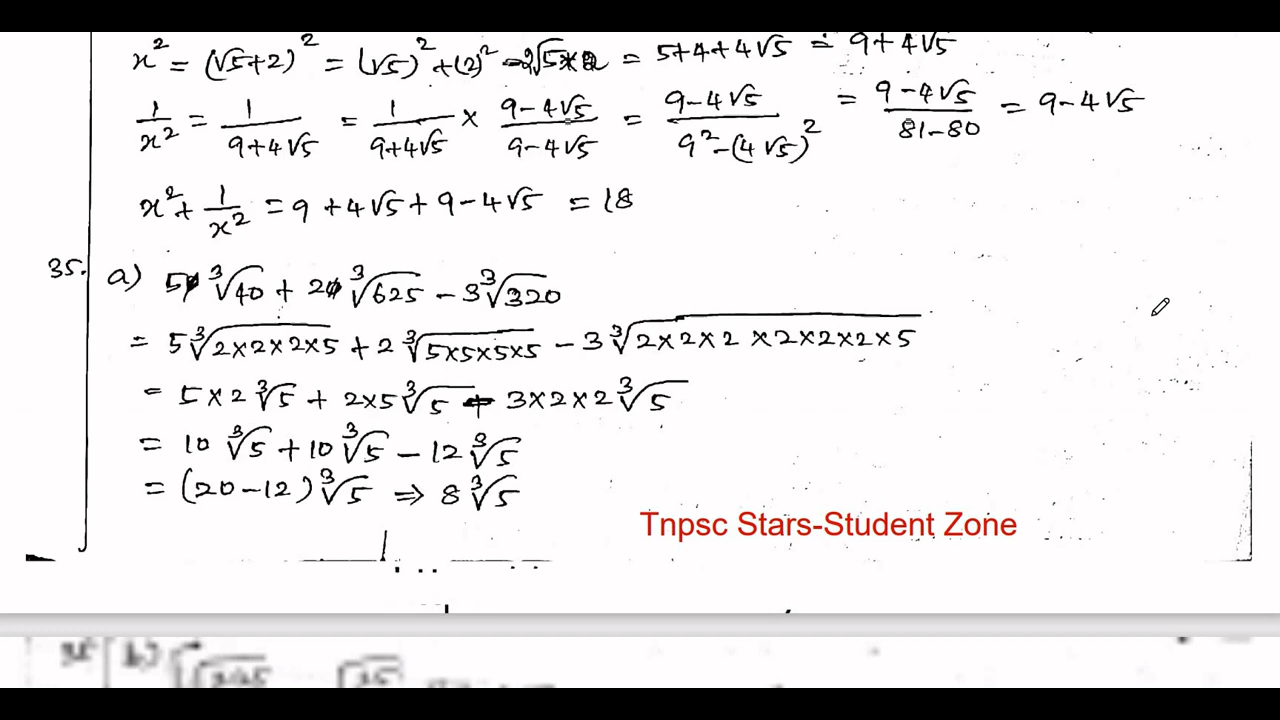 x² = (√5+2)² = (√5)² + (2)² - 2√5×2 = 5+4+4√5 = 9+4√5
1/x² = 1/(9+4√5) = 1/(9+4√5) × (9-4√5)/(9-4√5) = (9-4√5)/(9²-(4√5)²) = (9-4√5)/(81-80) = 9-4√5
x² + 1/x² = 9+4√5+9-4√5 = 18
35. a) 5 ∛40 + 2 ∛625 - 3∛320
= 5∛(2×2×2×5) + 2∛(5×5×5×5) - 3∛(2×2×2×2×2×2×5)
= 5×2∛5 + 2×5∛5 - 3×2×2∛5
= 10∛5 + 10∛5 - 12∛5
= (20-12)∛5 ⇒ 8∛5
Tnpsc Stars-Student Zone